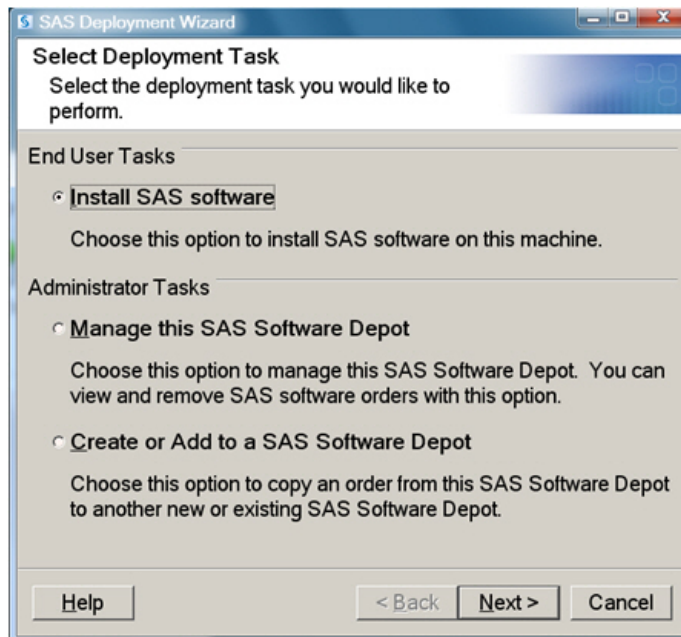 SAS Deployment Wizard
Select Deployment Task
Select the deployment task you would like to
perform.
End User Tasks
Install SAS software
Choose this option to install SAS software on this machine.
Administrator Tasks
Manage this SAS Software Depot
Choose this option to manage this SAS Software Depot. You can
view and remove SAS software orders with this option.
Create or Add to a SAS Software Depot
Choose this option to copy an order from this SAS Software Depot
to another new or existing SAS Software Depot.
Help < Back Next > Cancel